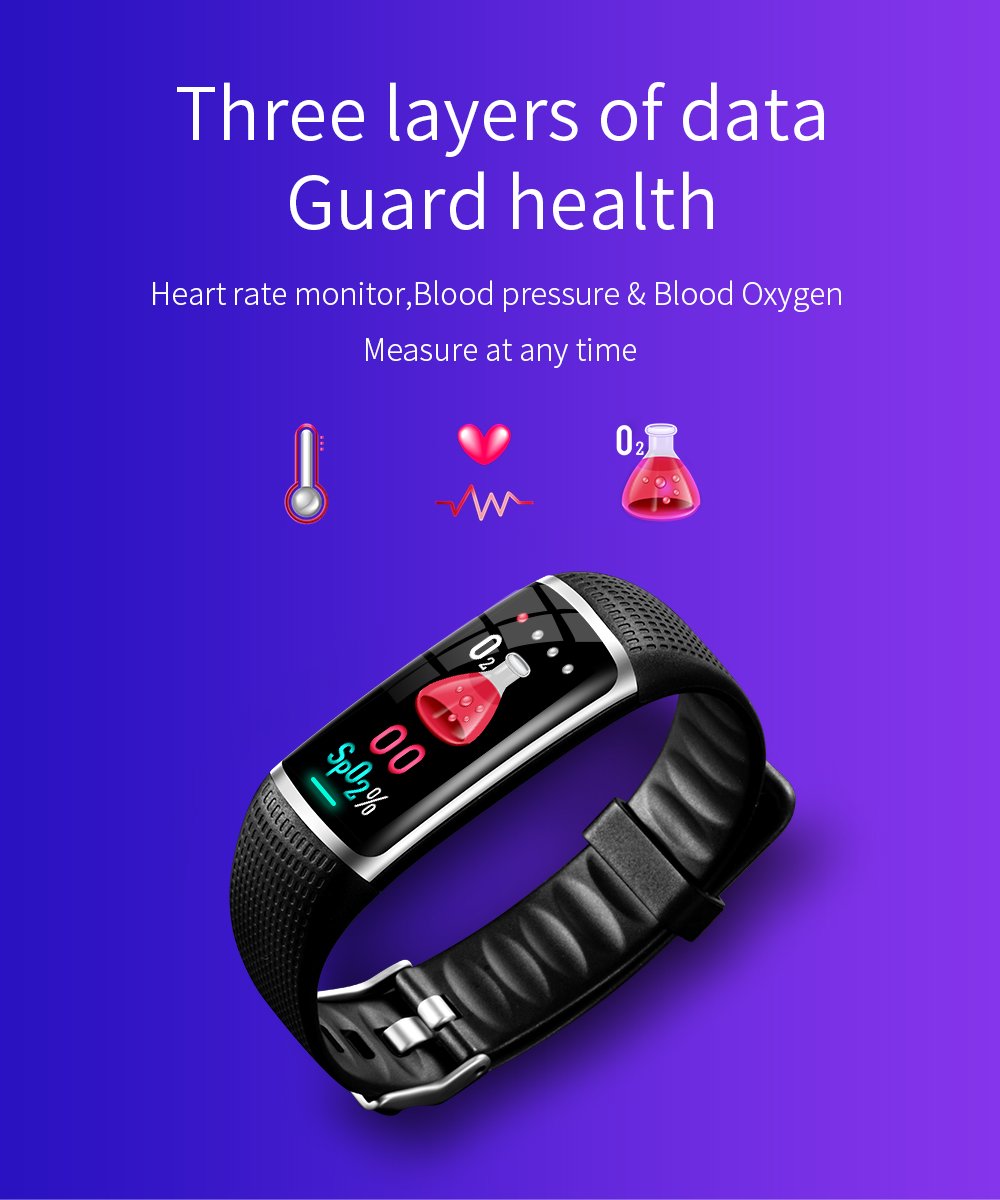 Three layers of data
Guard health
Heart rate monitor,Blood pressure & Blood Oxygen
Measure at any time
O2
O2
00
SpO2%